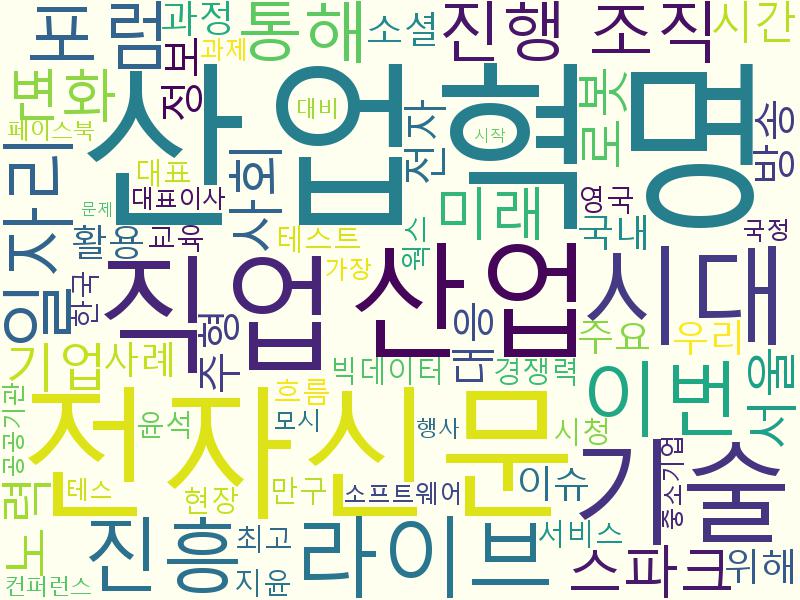 포럼
과정
통해
소셜
진행
조직
시간
과제
정보
변화
산업혁명
대비
시작
전자
로봇
방송
페이스북
일자리
대표
대표이사
사회
문제
활용
교육
테스트
미래
웍스
영국
국내
국정
한국
직업
가장
산업
시대
주형
대응
주요
우리
기업
사례
빅데이터
경쟁력
서울
공공기관
전자신문
윤석
흐름
모시
행사
시청
이번
기술
중소기업
노력
테스
현장
만구
소프트웨어
이슈
진흥
최고
지윤
라이브
서비스
스파크
위해
컨퍼런스